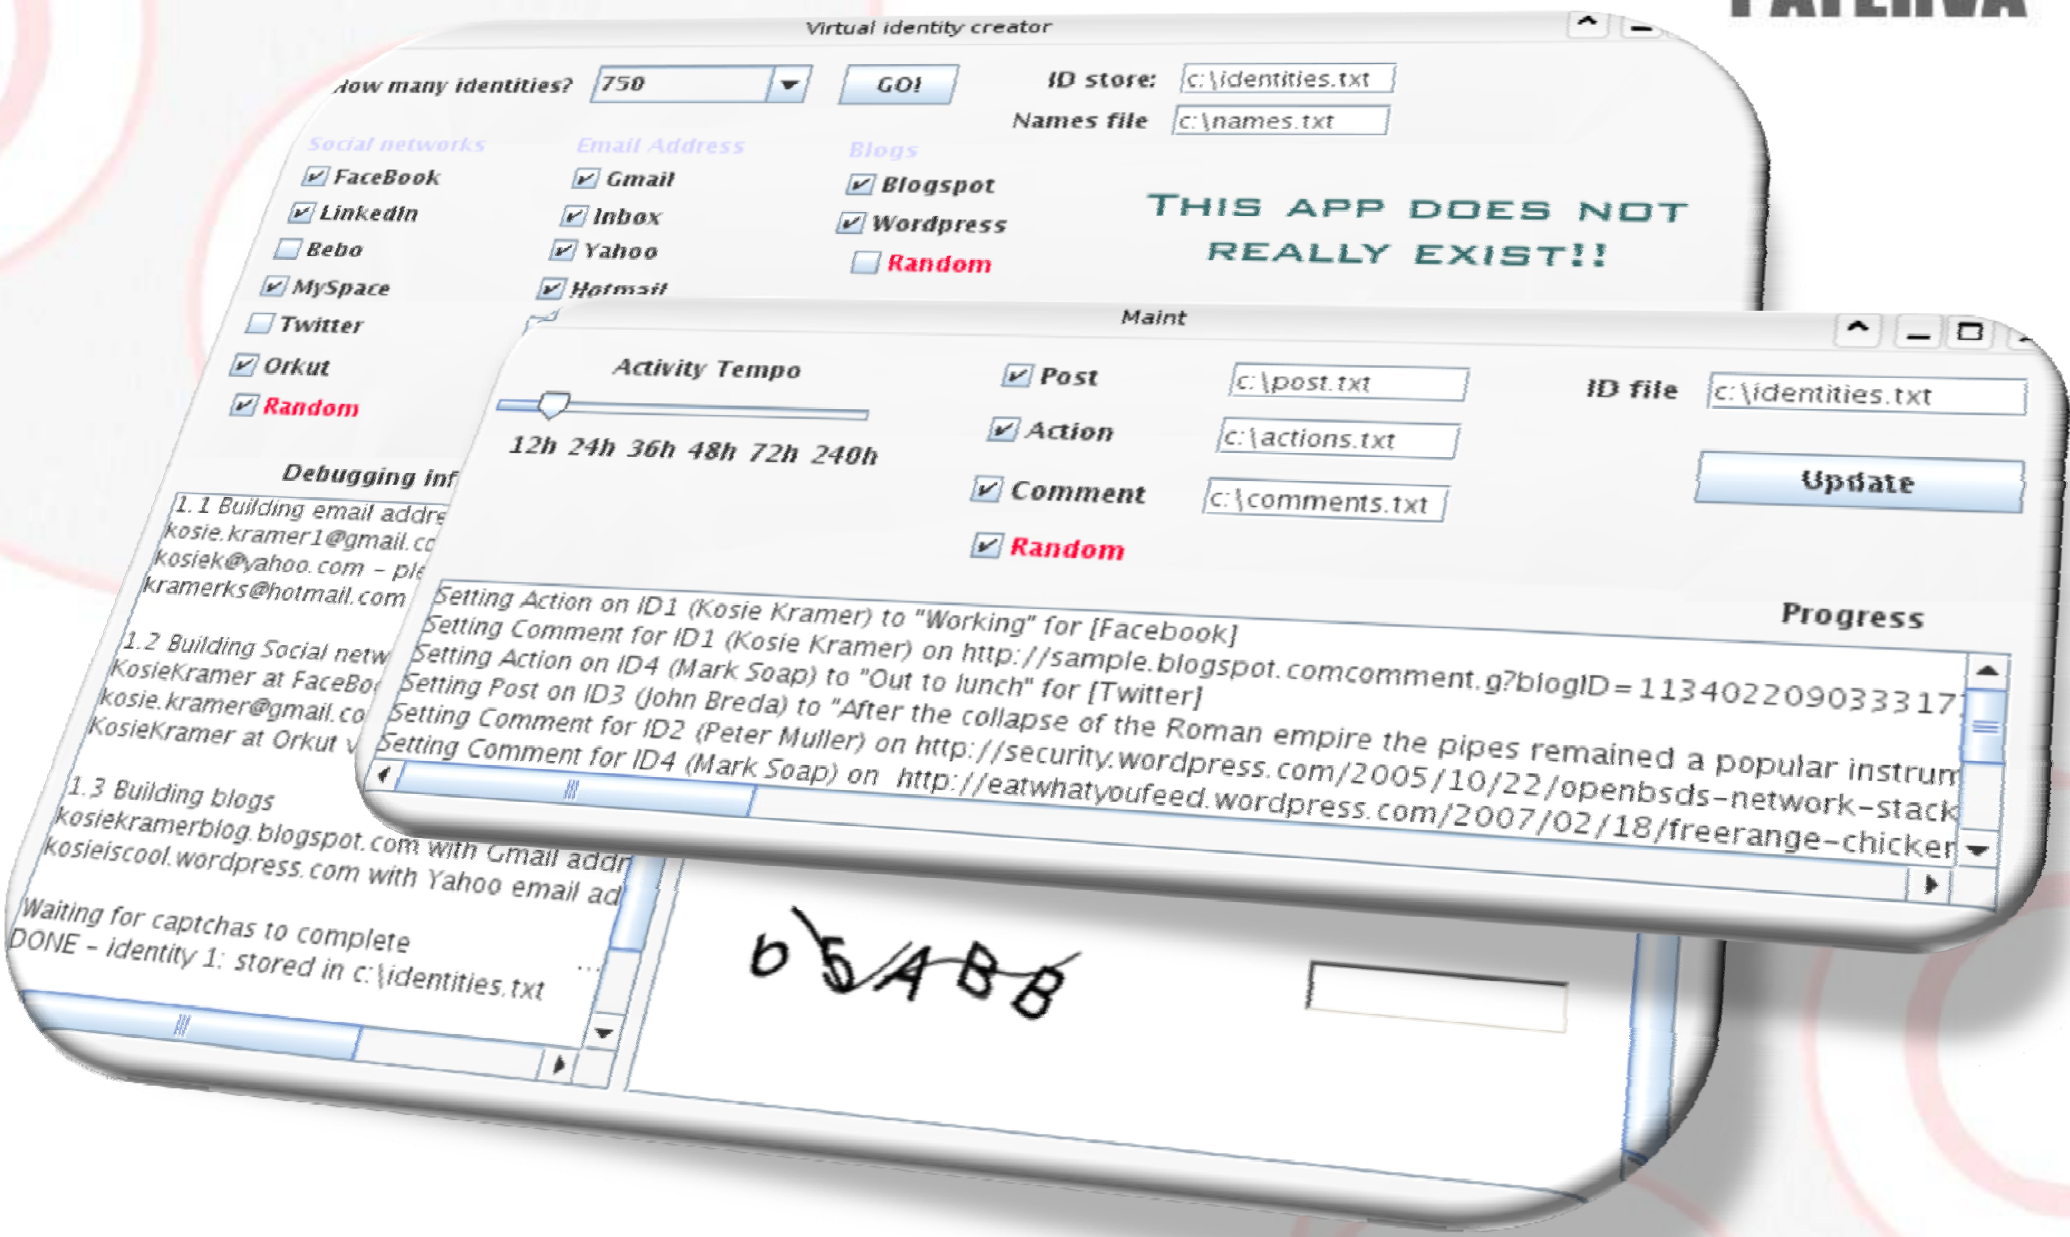 PATERVA
Virtual identity creator
How many identities?
750
GO!
ID store:
c:\identities.txt
Names file
c:\names.txt
Social networks
FaceBook
LinkedIn
Bebo
MySpace
Twitter
Orkut
Random
Email Address
Gmail
Inbox
Yahoo
Hotmail
Blogs
Blogspot
Wordpress
Random
THIS APP DOES NOT
REALLY EXIST!!
Debugging inf
1.1 Building email addre
kosie.kramer1@gmail.co
kosiek@yahoo.com - ple
kramerks@hotmail.com
1.2 Building Social netw
KosieKramer at FaceBoo
kosie.kramer@gmail.co
KosieKramer at Orkut v
1.3 Building blogs
kosiekramerblog.blogspot.com with Gmail addr
kosieiscool.wordpress.com with Yahoo email ad
Waiting for captchas to complete
DONE - identity 1: stored in c:\identities.txt
...
Maint
Activity Tempo
12h 24h 36h 48h 72h 240h
Post
c:\post.txt
Action
c:\actions.txt
Comment
c:\comments.txt
Random
ID file
c:\identities.txt
Update
Progress
Setting Action on ID1 (Kosie Kramer) to "Working" for [Facebook]
Setting Comment for ID1 (Kosie Kramer) on http://sample.blogspot.comcomment.g?blogID=11340220903331 7
Setting Action on ID4 (Mark Soap) to "Out to lunch" for [Twitter]
Setting Post on ID3 (John Breda) to "After the collapse of the Roman empire the pipes remained a popular instrum
Setting Comment for ID2 (Peter Muller) on http://security.wordpress.com/2005/10/22/openbsds-network-stack
Setting Comment for ID4 (Mark Soap) on http://eatwhatyoufeed.wordpress.com/2007/02/18/freerange-chicken
b5ABB